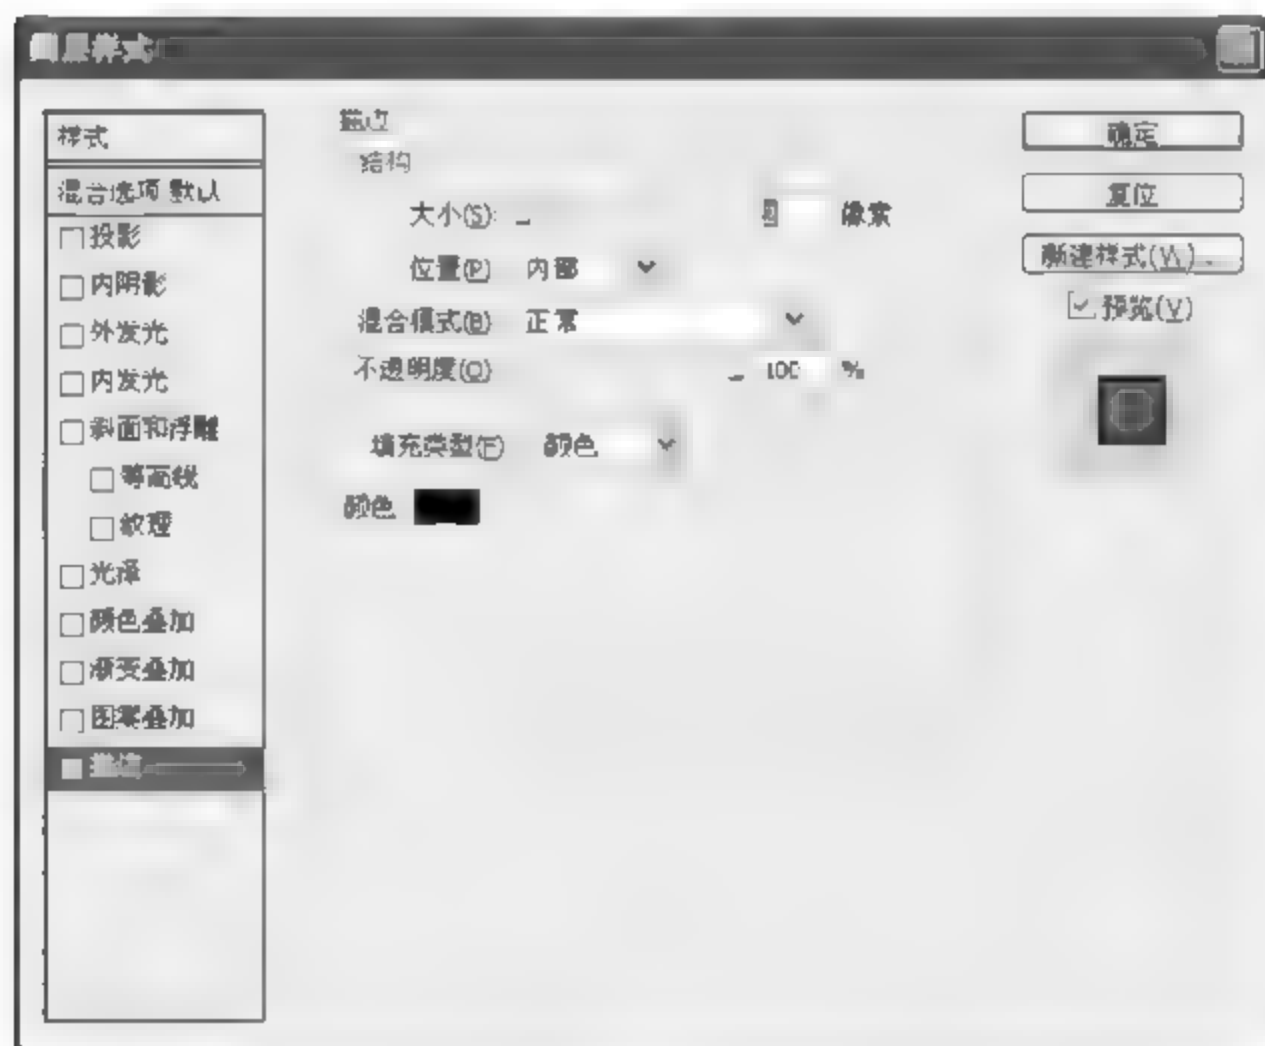 图层样式
样式
混合选项 默认
投影
内阴影
外发光
内发光
斜面和浮雕
等高线
纹理
光泽
颜色叠加
渐变叠加
图案叠加
描边
描边
结构
大小(S):
像素
位置(P) 内部
混合模式(B) 正常
不透明度(O) 100 %
填充类型(F) 颜色
颜色
确定
复位
新建样式(W)
预览(V)